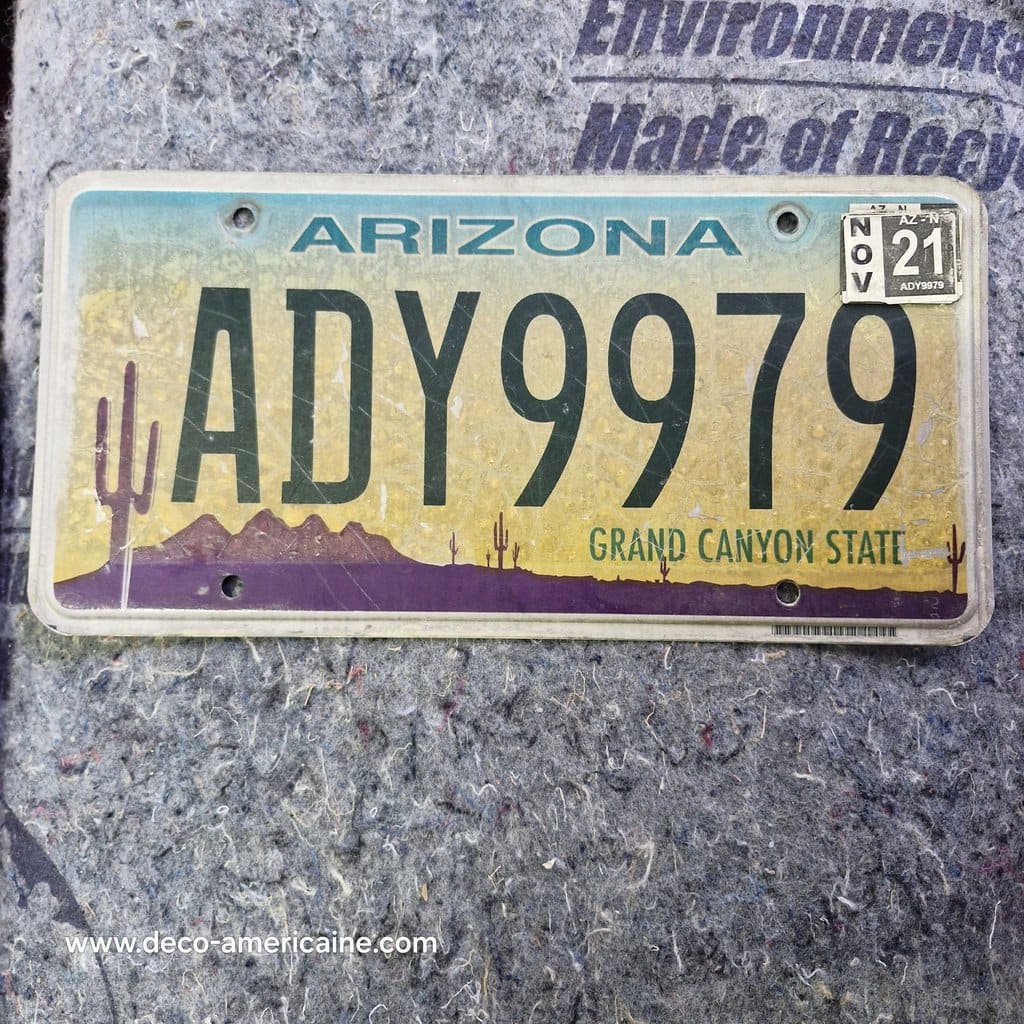 Environmenta
Made of Recy
ARIZONA
AZ - N
NOV
21
ADY9979
ADY9979
GRAND CANYON STATE
www.deco-americaine.com